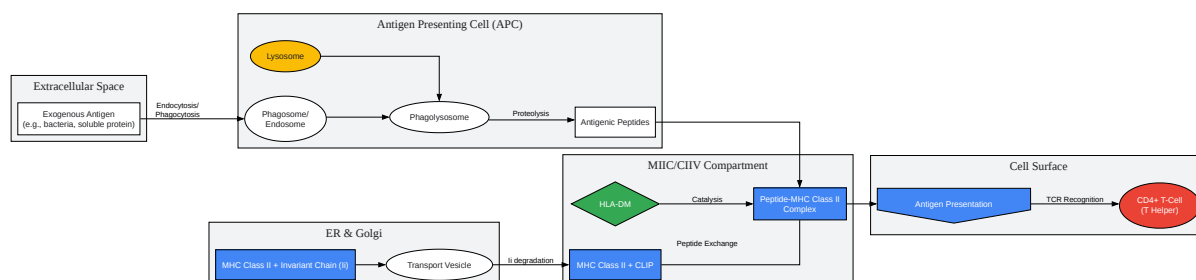 Antigen Presenting Cell (APC)
Lysosome
Extracellular Space
Exogenous Antigen
(e.g., bacteria, soluble protein)
Endocytosis/
Phagocytosis
Phagosome/
Endosome
Phagolysosome
Proteolysis
Antigenic Peptides
MIIC/CIIV Compartment
HLA-DM
Catalysis
Peptide-MHC Class II
Complex
Cell Surface
Antigen Presentation
TCR Recognition
CD4+ T-Cell
(T Helper)
ER & Golgi
MHC Class II + Invariant Chain (Ii)
Transport Vesicle
Ii degradation
MHC Class II + CLIP
Peptide Exchange